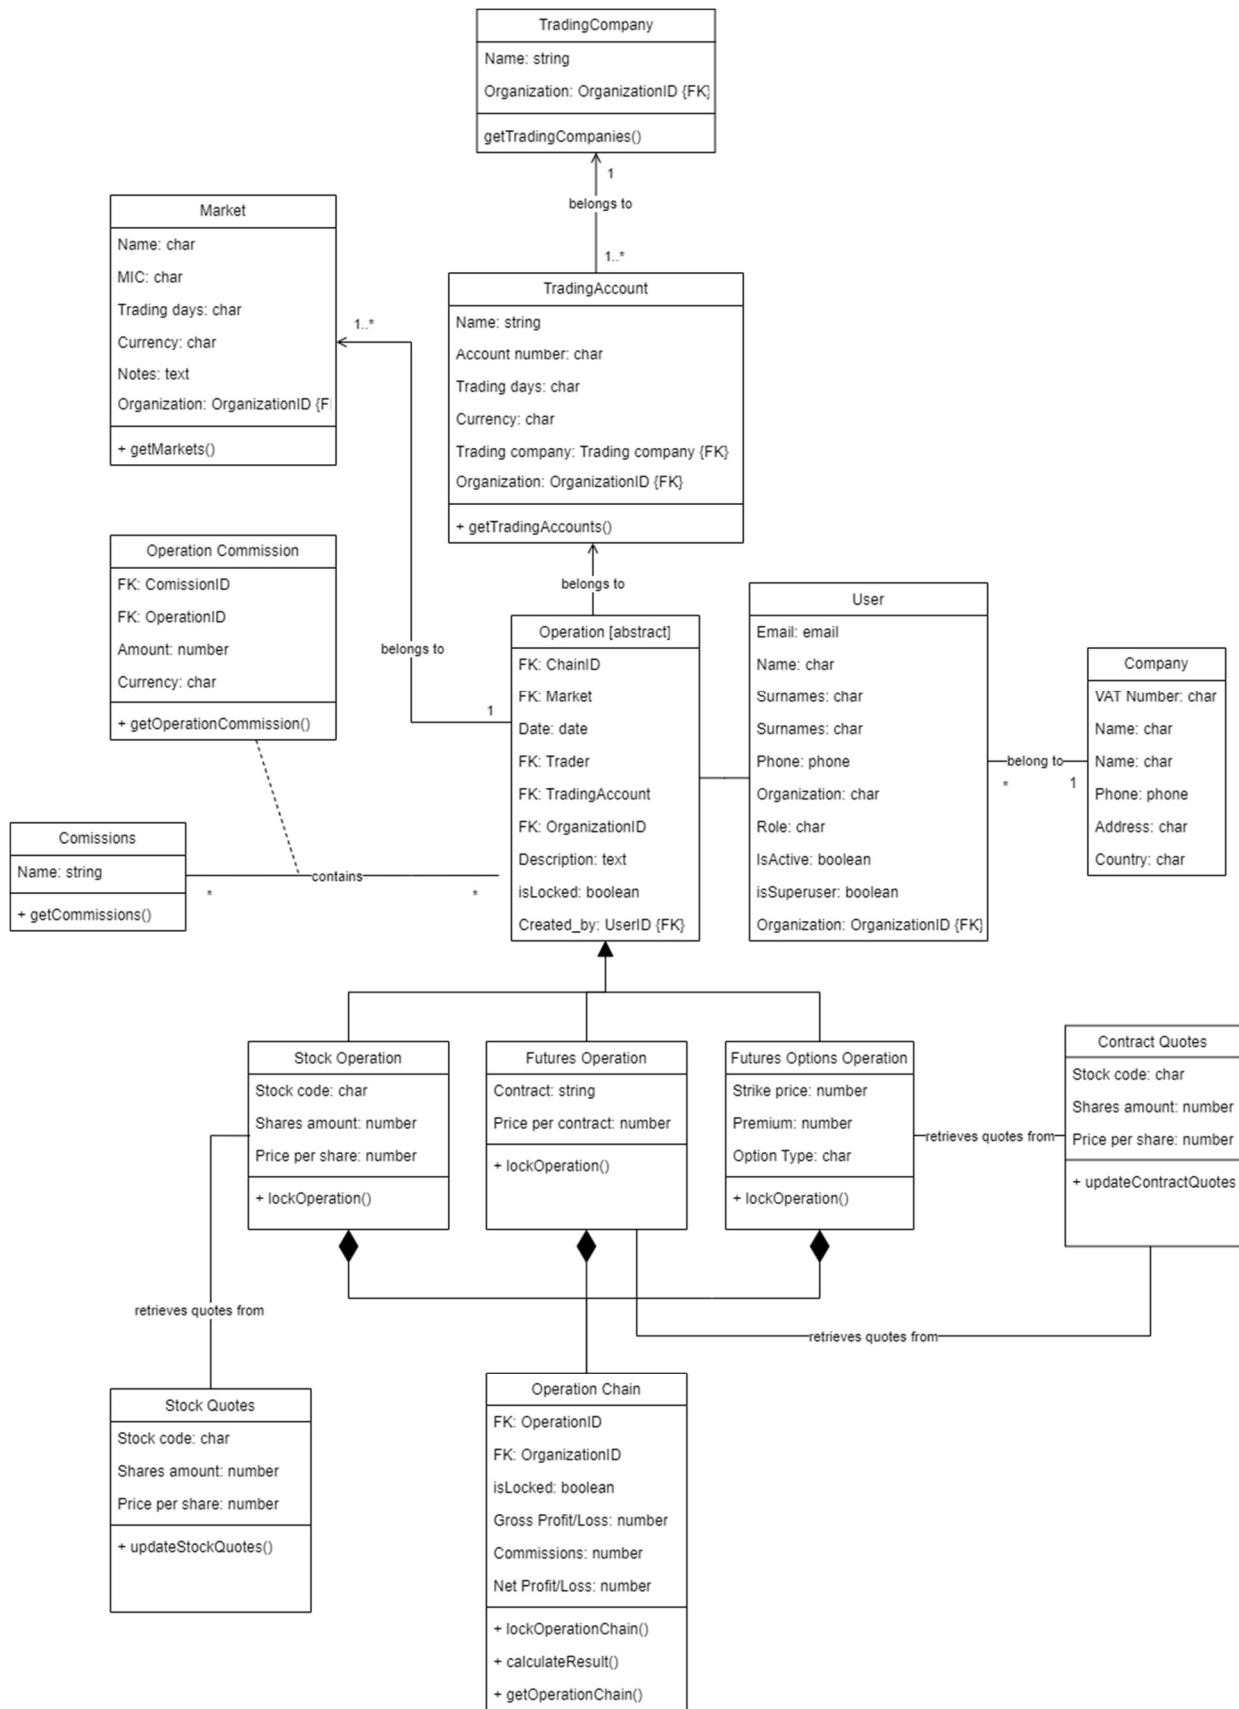 TradingCompany
Name: string
Organization: OrganizationID {FK}
getTradingCompanies()
1
belongs to
1..*
Market
Name: char
MIC: char
Trading days: char
Currency: char
Notes: text
Organization: OrganizationID {F
+ getMarkets()
1..*
TradingAccount
Name: string
Account number: char
Trading days: char
Currency: char
Trading company: Trading company {FK}
Organization: OrganizationID {FK}
+ getTradingAccounts()
belongs to
Operation Commission
FK: ComissionID
FK: OperationID
Amount: number
Currency: char
+ getOperationCommission()
belongs to
1
Operation [abstract]
FK: ChainID
FK: Market
Date: date
FK: Trader
FK: TradingAccount
FK: OrganizationID
Description: text
isLocked: boolean
Created_by: UserID {FK}
User
Email: email
Name: char
Surnames: char
Surnames: char
Phone: phone
Organization: char
Role: char
IsActive: boolean
isSuperuser: boolean
Organization: OrganizationID {FK}
belong to
*
1
Company
VAT Number: char
Name: char
Name: char
Phone: phone
Address: char
Country: char
Comissions
Name: string
+ getCommissions()
*
contains
*
Stock Operation
Stock code: char
Shares amount: number
Price per share: number
+ lockOperation()
Futures Operation
Contract: string
Price per contract: number
+ lockOperation()
Futures Options Operation
Strike price: number
Premium: number
Option Type: char
+ lockOperation()
retrieves quotes from
Contract Quotes
Stock code: char
Shares amount: number
Price per share: number
+ updateContractQuotes
retrieves quotes from
retrieves quotes from
Stock Quotes
Stock code: char
Shares amount: number
Price per share: number
+ updateStockQuotes()
Operation Chain
FK: OperationID
FK: OrganizationID
isLocked: boolean
Gross Profit/Loss: number
Commissions: number
Net Profit/Loss: number
+ lockOperationChain()
+ calculateResult()
+ getOperationChain()